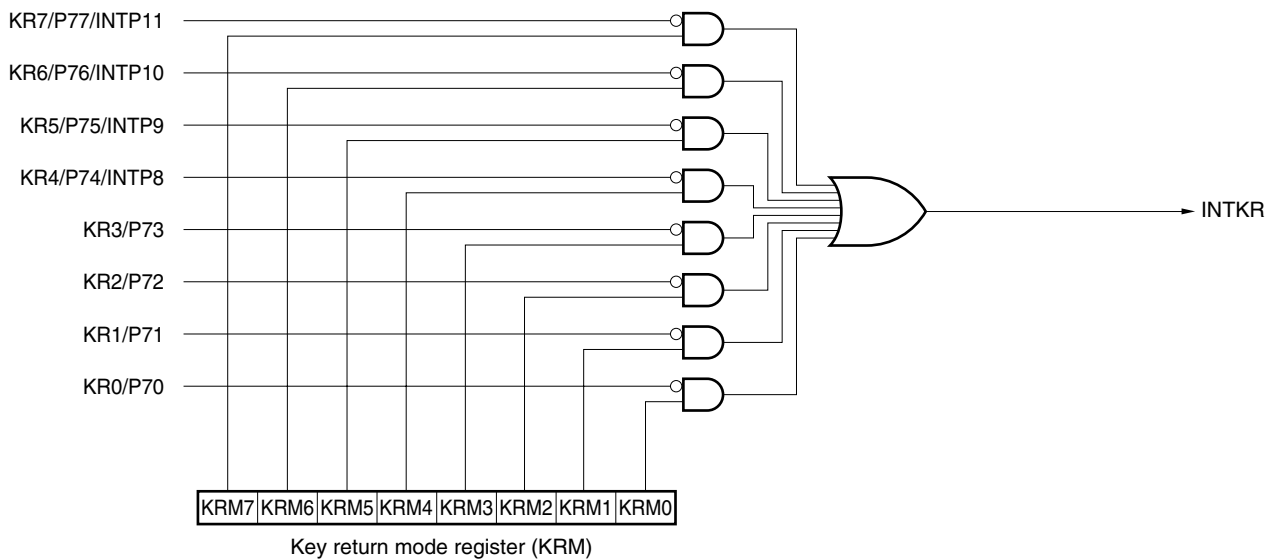 KR7/P77/INTP11
KR6/P76/INTP10
KR5/P75/INTP9
KR4/P74/INTP8
KR3/P73
KR2/P72
KR1/P71
KR0/P70
INTKR
KRM7 KRM6 KRM5 KRM4 KRM3 KRM2 KRM1 KRM0
Key return mode register (KRM)